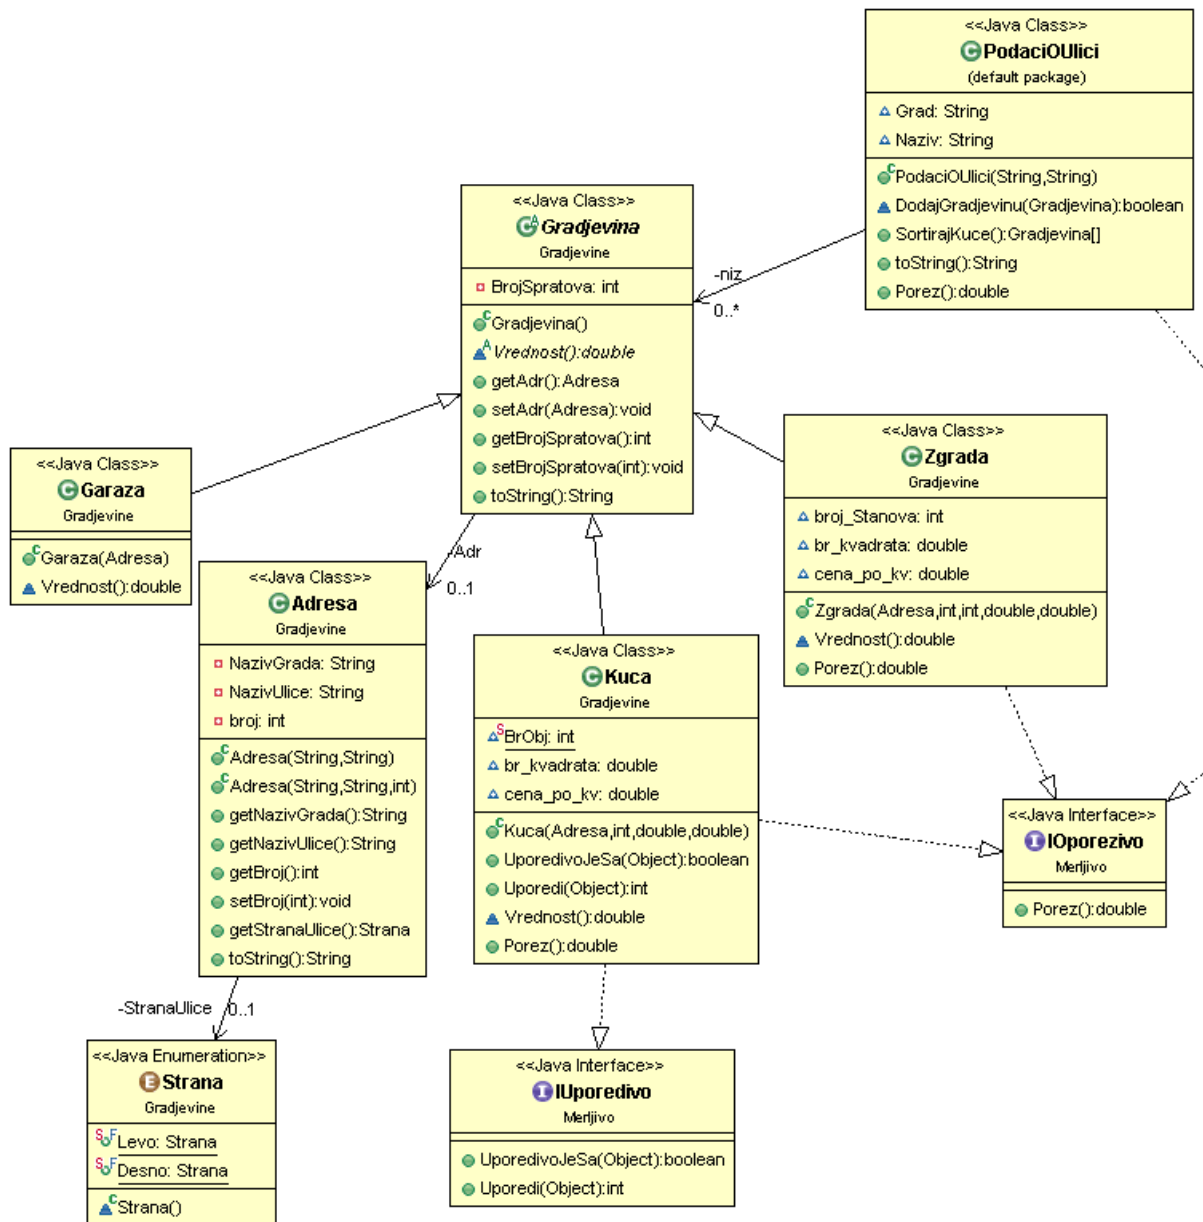 <<Java Class>>
PodaciOUlici
(default package)
Grad: String
Naziv: String
PodaciOUlici(String,String)
DodajGradjevinu(Gradjevina):boolean
SortirajKuce():Gradjevina[]
toString():String
Porez():double
<<Java Class>>
Gradjevina
Gradjevine
BrojSpratova: int
Gradjevina()
Vrednost():double
getAdr():Adresa
setAdr(Adresa):void
getBrojSpratova():int
setBrojSpratova(int):void
toString():String
-niz
0..*
<<Java Class>>
Zgrada
Gradjevine
broj_Stanova: int
br_kvadrata: double
cena_po_kv: double
Zgrada(Adresa,int,int,double,double)
Vrednost():double
Porez():double
<<Java Class>>
Garaza
Gradjevine
Garaza(Adresa)
Vrednost():double
-Adr
0..1
<<Java Class>>
Adresa
Gradjevine
NazivGrada: String
NazivUlice: String
broj: int
Adresa(String,String)
Adresa(String,String,int)
getNazivGrada():String
getNazivUlice():String
getBroj():int
setBroj(int):void
getStranaUlice():Strana
toString():String
<<Java Class>>
Kuca
Gradjevine
BrObj: int
br_kvadrata: double
cena_po_kv: double
Kuca(Adresa,int,double,double)
UporedivoJeSa(Object):boolean
Uporedi(Object):int
Vrednost():double
Porez():double
<<Java Interface>>
IOporezivo
Merljivo
Porez():double
-StranaUlice
0..1
<<Java Enumeration>>
Strana
Gradjevine
Levo: Strana
Desno: Strana
Strana()
<<Java Interface>>
IUporedivo
Merljivo
UporedivoJeSa(Object):boolean
Uporedi(Object):int